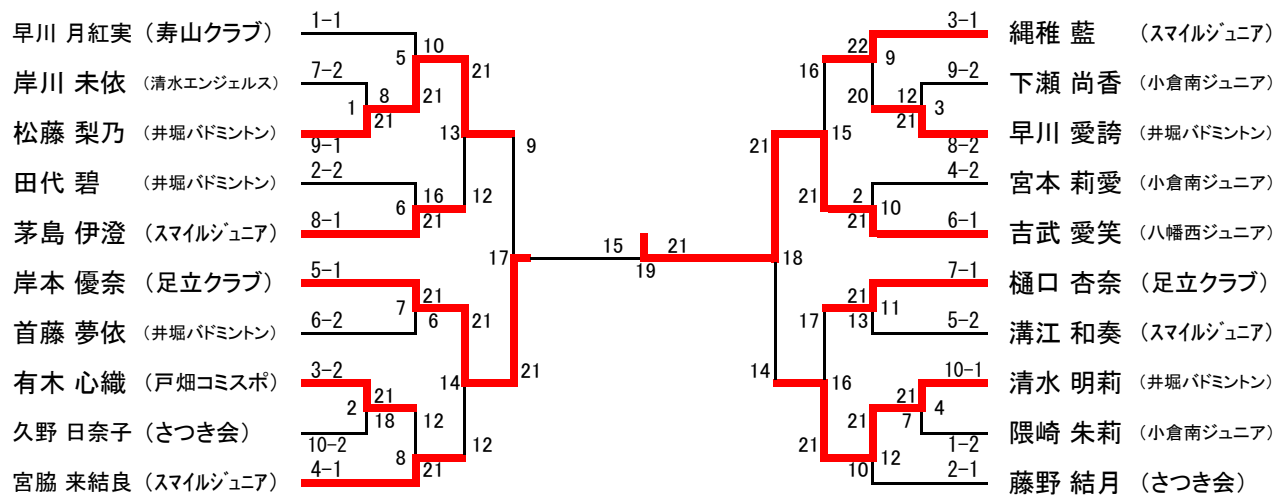 早川 月紅実 (寿山クラブ) 1-1
岸川 未依 (清水エンジェルス) 7-2
松藤 梨乃 (井堀バドミントン) 9-1
田代 碧 (井堀バドミントン) 2-2
茅島 伊澄 (スマイルジュニア) 8-1
岸本 優奈 (足立クラブ) 5-1
首藤 夢依 (井堀バドミントン) 6-2
有木 心織 (戸畑コミスポ) 3-2
久野 日奈子 (さつき会) 10-2
宮脇 来結良 (スマイルジュニア) 4-1
5 10
21
1 8
21
21
13
9
6 16
21
12
17
7 21
6
21
14
21
2 21
18
12
8 21
12
15 21
19
3-1 縄稚 藍 (スマイルジュニア)
9-2 下瀬 尚香 (小倉南ジュニア)
8-2 早川 愛誇 (井堀バドミントン)
4-2 宮本 莉愛 (小倉南ジュニア)
6-1 吉武 愛笑 (八幡西ジュニア)
7-1 樋口 杏奈 (足立クラブ)
5-2 溝江 和奏 (スマイルジュニア)
10-1 清水 明莉 (井堀バドミントン)
1-2 隈崎 朱莉 (小倉南ジュニア)
2-1 藤野 結月 (さつき会)
22 9
16
20 12 3
21
21 15
21 2 10
21
18
21 11
17 13
14 16
21 4
21 7
21 12
10